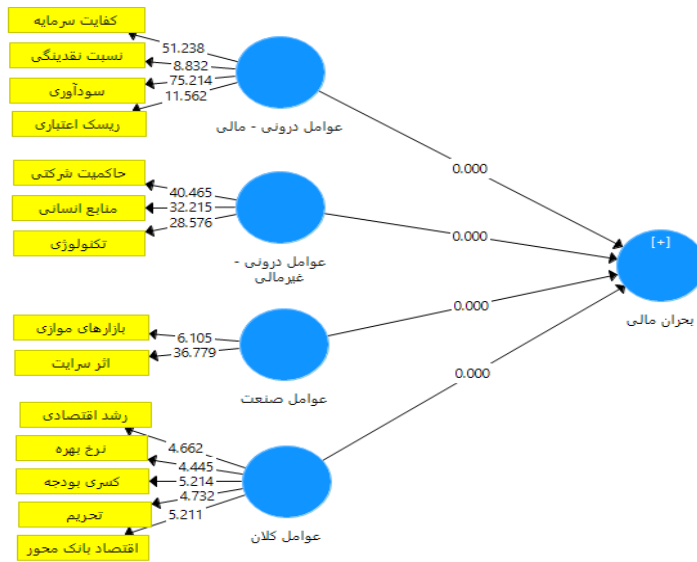 کفایت سرمایه
نسبت نقدینگی
سودآوری
ریسک اعتباری
51.238
8.832
75.214
11.562
عوامل درونی - مالی
0.000
حاکمیت شرکتی
منابع انسانی
تکنولوژی
40.465
32.215
28.576
عوامل درونی -
غیرمالی
0.000
[+]
بحران مالی
بازارهای موازی
اثر سرایت
6.105
36.779
عوامل صنعت
0.000
رشد اقتصادی
نرخ بهره
کسری بودجه
تحریم
اقتصاد بانک محور
4.662
4.445
5.214
4.732
5.211
عوامل کلان
0.000